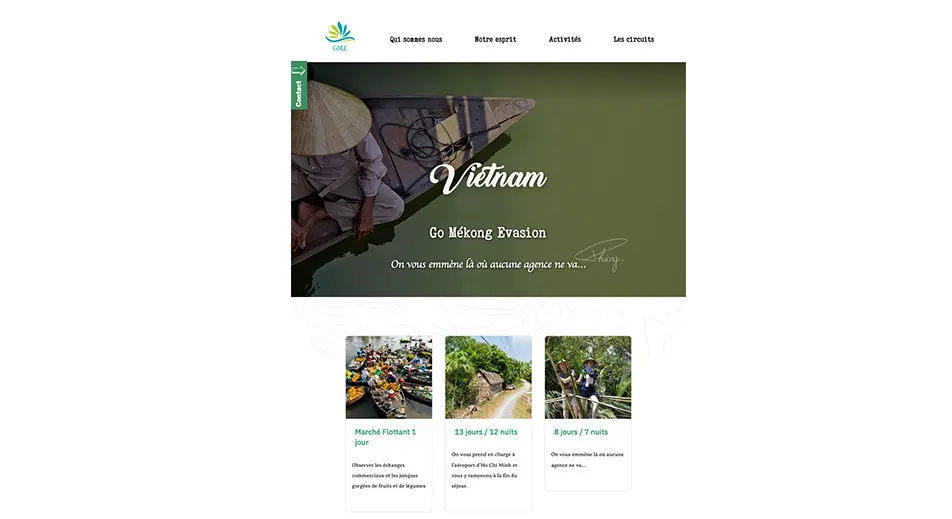 GME
Qui sommes nous
Notre esprit
Activités
Les circuits
Contact
Viêtnam
Go Mékong Evasion
On vous emmène là où aucune agence ne va...
Phuong..
Marché Flottant 1
jour
Observer les échanges
commerciaux et les jonques
gorgées de fruits et de légumes
13 jours / 12 nuits
On vous prend en charge à
l'aéroport d'Ho Chi Minh et
vous y ramenons à la fin du
séjour.
8 jours / 7 nuits
On vous emmène là où aucune
agence ne va...